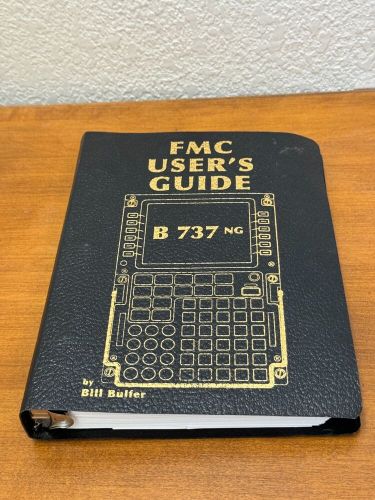 FMC
USER'S
GUIDE
B 737 NG
by
Bill Bulfer